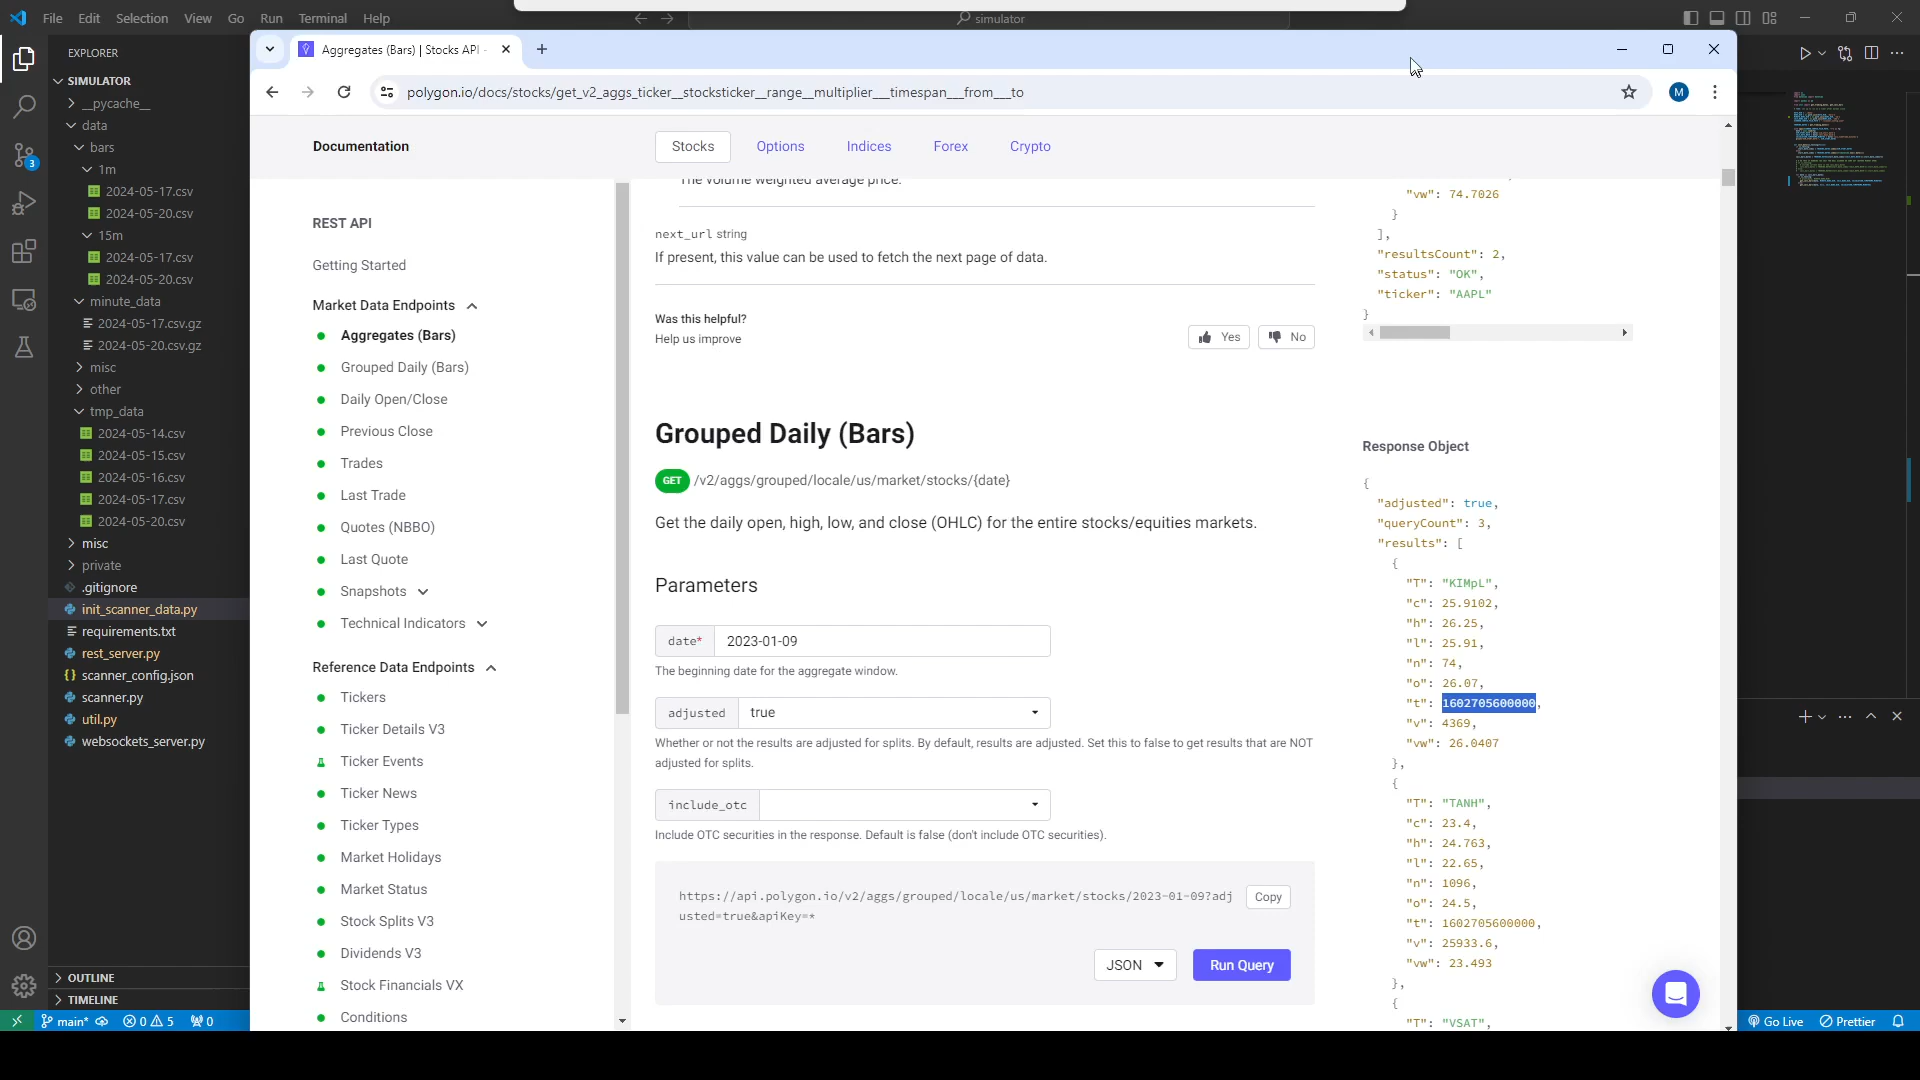 File Edit Selection View Go Run Terminal Help
simulator
EXPLORER
SIMULATOR
__pycache__
data
bars
1m
2024-05-17.csv
2024-05-20.csv
15m
2024-05-17.csv
2024-05-20.csv
minute_data
2024-05-17.csv.gz
2024-05-20.csv.gz
misc
other
tmp_data
2024-05-14.csv
2024-05-15.csv
2024-05-16.csv
2024-05-17.csv
2024-05-20.csv
misc
private
.gitignore
init_scanner_data.py
requirements.txt
rest_server.py
scanner_config.json
scanner.py
util.py
websockets_server.py
OUTLINE
TIMELINE
3
main* 0 5 0
Go Live Prettier
Aggregates (Bars) | Stocks API -
polygon.io/docs/stocks/get_v2_aggs_ticker__stocksticker__range__multiplier___timespan___from___to
M
Documentation
Stocks Options Indices Forex Crypto
REST API
Getting Started
Market Data Endpoints
Aggregates (Bars)
Grouped Daily (Bars)
Daily Open/Close
Previous Close
Trades
Last Trade
Quotes (NBBO)
Last Quote
Snapshots
Technical Indicators
Reference Data Endpoints
Tickers
Ticker Details V3
Ticker Events
Ticker News
Ticker Types
Market Holidays
Market Status
Stock Splits V3
Dividends V3
Stock Financials VX
Conditions
The volume weighted average price.
next_url string
If present, this value can be used to fetch the next page of data.
Was this helpful?
Help us improve
Yes No
Grouped Daily (Bars)
GET /v2/aggs/grouped/locale/us/market/stocks/{date}
Get the daily open, high, low, and close (OHLC) for the entire stocks/equities markets.
Parameters
date* 2023-01-09
The beginning date for the aggregate window.
adjusted true
Whether or not the results are adjusted for splits. By default, results are adjusted. Set this to false to get results that are NOT
adjusted for splits.
include_otc
Include OTC securities in the response. Default is false (don't include OTC securities).
https://api.polygon.io/v2/aggs/grouped/locale/us/market/stocks/2023-01-09?adj
usted=true&apiKey=*
Copy
JSON Run Query
"vw": 74.7026
}
],
"resultsCount": 2,
"status": "OK",
"ticker": "AAPL"
}
Response Object
{
"adjusted": true,
"queryCount": 3,
"results": [
{
"T": "KIMpL",
"c": 25.9102,
"h": 26.25,
"l": 25.91,
"n": 74,
"o": 26.07,
"t": 1602705600000,
"v": 4369,
"vw": 26.0407
},
{
"T": "TANH",
"c": 23.4,
"h": 24.763,
"l": 22.65,
"n": 1096,
"o": 24.5,
"t": 1602705600000,
"v": 25933.6,
"vw": 23.493
},
{
"T": "VSAT",